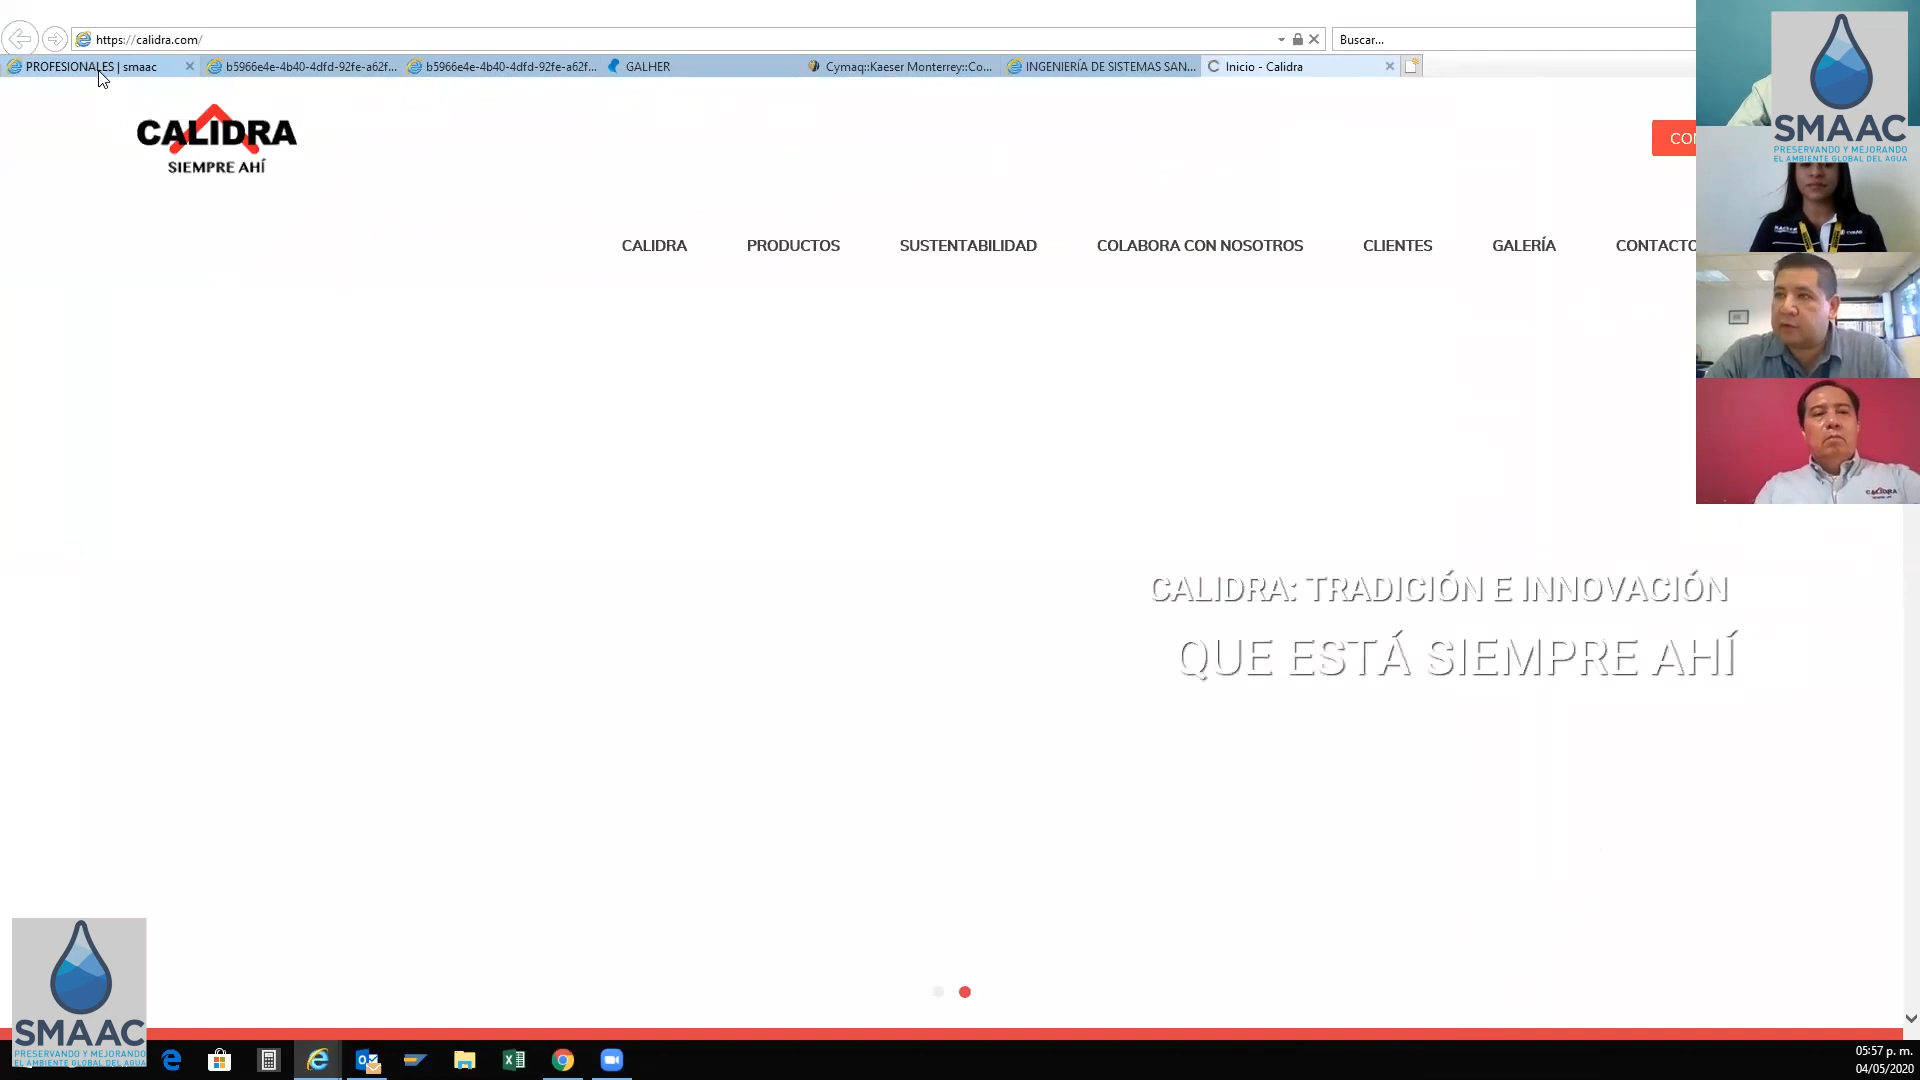 https://calidra.com/
Buscar...
PROFESIONALES | smaac
b5966e4e-4b40-4dfd-92fe-a62f...
b5966e4e-4b40-4dfd-92fe-a62f...
GALHER
Cymaq::Kaeser Monterrey::Co...
INGENIERÍA DE SISTEMAS SAN...
Inicio - Calidra
CALIDRA
SIEMPRE AHÍ
CON
SMAAC
PRESERVANDO Y MEJORANDO
EL AMBIENTE GLOBAL DEL AGUA
CALIDRA
PRODUCTOS
SUSTENTABILIDAD
COLABORA CON NOSOTROS
CLIENTES
GALERÍA
CONTACTO
CALIDRA
CALIDRA: TRADICIÓN E INNOVACIÓN
QUE ESTÁ SIEMPRE AHÍ
SMAAC
PRESERVANDO Y MEJORANDO
EL AMBIENTE GLOBAL DEL AGUA
05:57 p. m.
04/05/2020